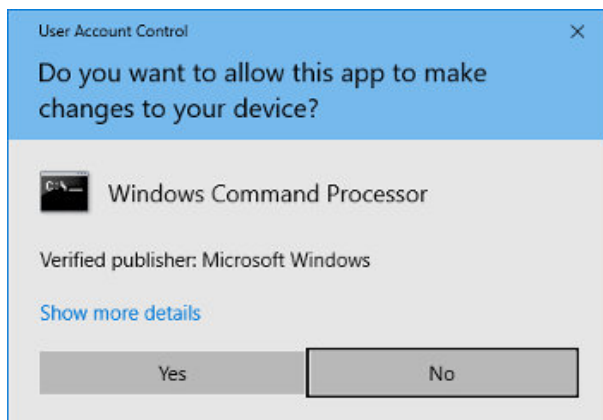 User Account Control
Do you want to allow this app to make
changes to your device?
C:\_
Windows Command Processor
Verified publisher: Microsoft Windows
Show more details
Yes
No